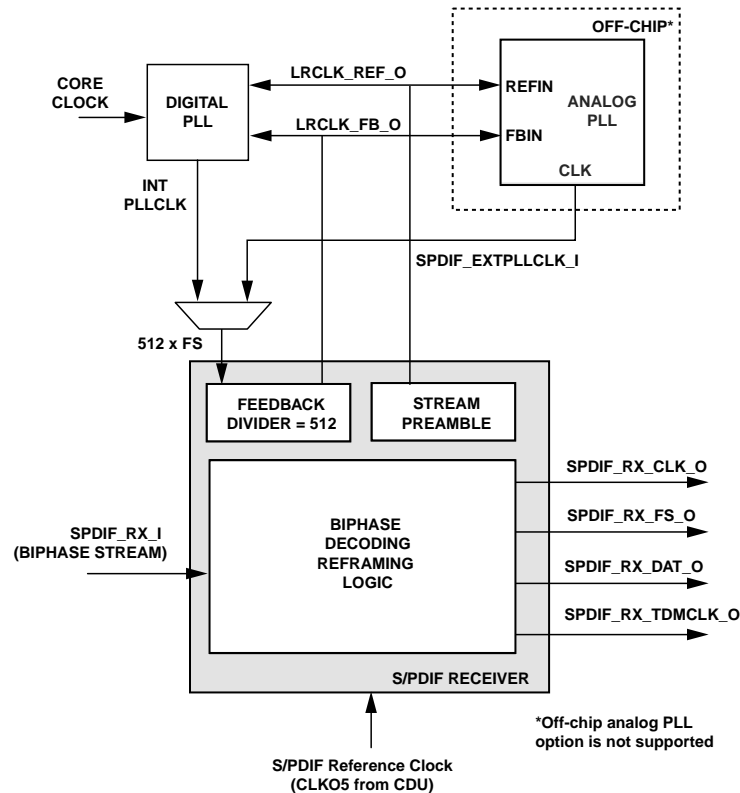 OFF-CHIP*
CORE
CLOCK
DIGITAL
PLL
LRCLK_REF_O
LRCLK_FB_O
REFIN
ANALOG
PLL
FBIN
CLK
INT
PLLCLK
SPDIF_EXTPLLCLK_I
512 x FS
FEEDBACK
DIVIDER = 512
STREAM
PREAMBLE
SPDIF_RX_I
(BIPHASE STREAM)
BIPHASE
DECODING
REFRAMING
LOGIC
SPDIF_RX_CLK_O
SPDIF_RX_FS_O
SPDIF_RX_DAT_O
SPDIF_RX_TDMCLK_O
S/PDIF RECEIVER
*Off-chip analog PLL
option is not supported
S/PDIF Reference Clock
(CLKO5 from CDU)